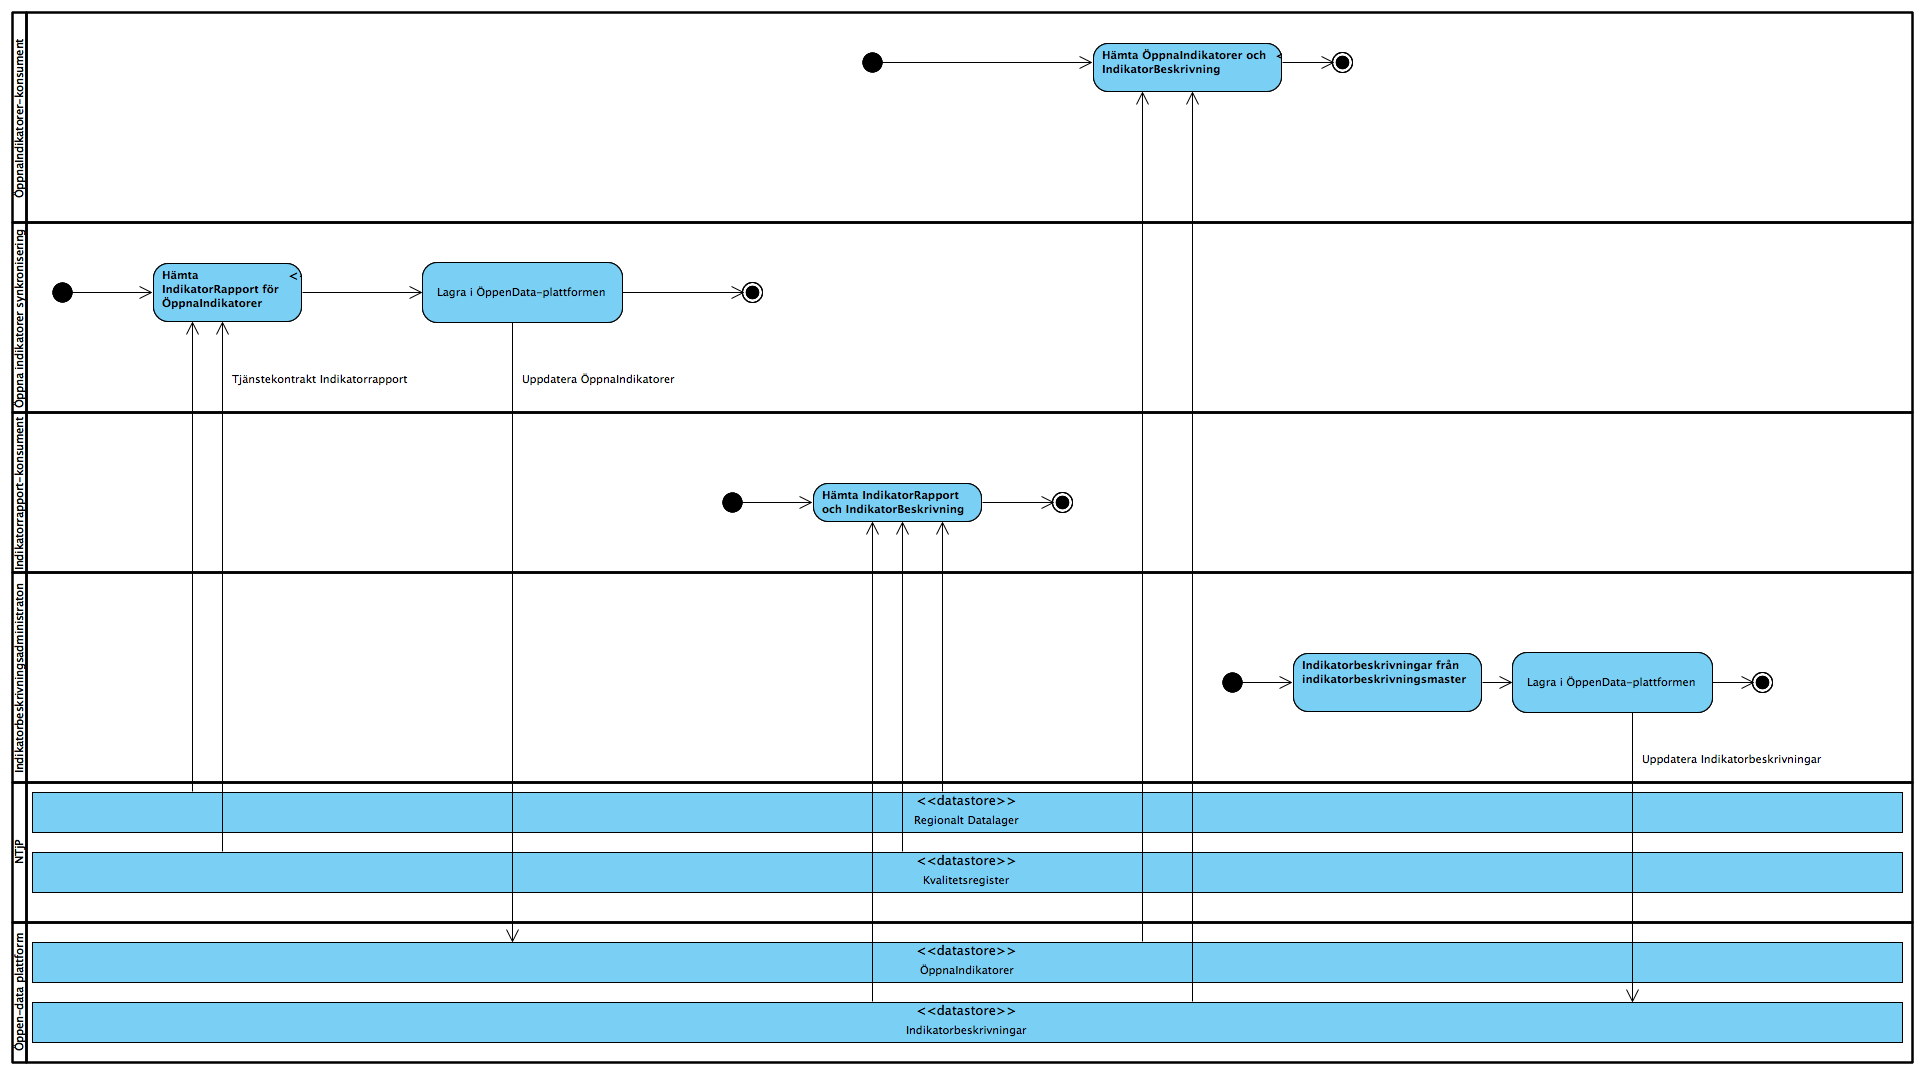 ÖppnaIndikatorer-konsument
Hämta ÖppnaIndikatorer och <
IndikatorBeskrivning
Öppna indikatorer synkronisering
Hämta <
IndikatorRapport för
ÖppnaIndikatorer
Lagra i ÖppenData-plattformen
Tjänstekontrakt Indikatorrapport
Uppdatera ÖppnaIndikatorer
Indikatorrapport-konsument
Hämta IndikatorRapport
och IndikatorBeskrivning
Indikatorbeskrivningsadministraton
Indikatorbeskrivningar från
indikatorbeskrivningsmaster
Lagra i ÖppenData-plattformen
Uppdatera Indikatorbeskrivningar
NTjP
<<datastore>>
Regionalt Datalager
<<datastore>>
Kvalitetsregister
Öppen-data plattform
<<datastore>>
ÖppnaIndikatorer
<<datastore>>
Indikatorbeskrivningar